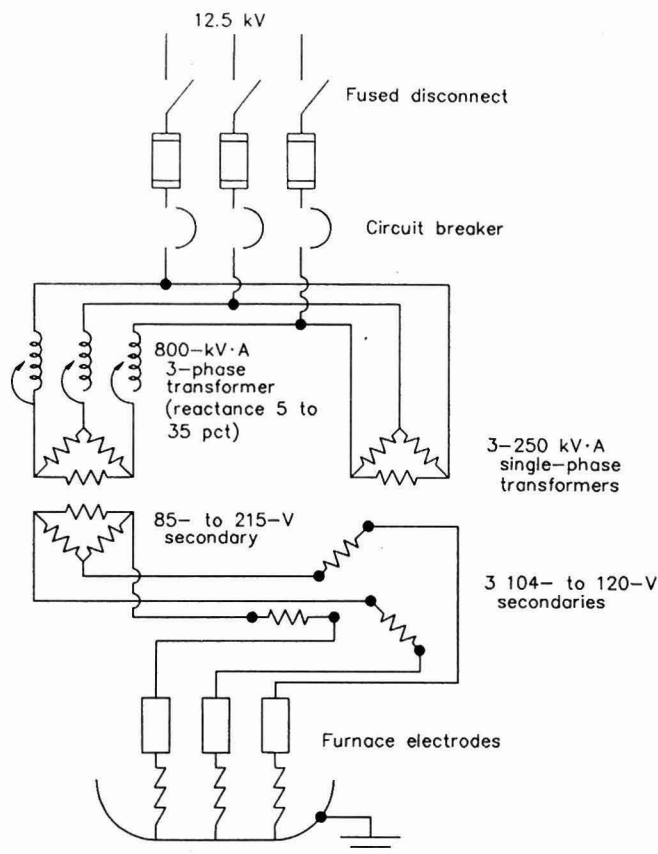 12.5 kV
Fused disconnect
Circuit breaker
800-kV·A
3-phase
transformer
(reactance 5 to
35 pct)
3-250 kV·A
single-phase
transformers
85- to 215-V
secondary
3 104- to 120-V
secondaries
Furnace electrodes